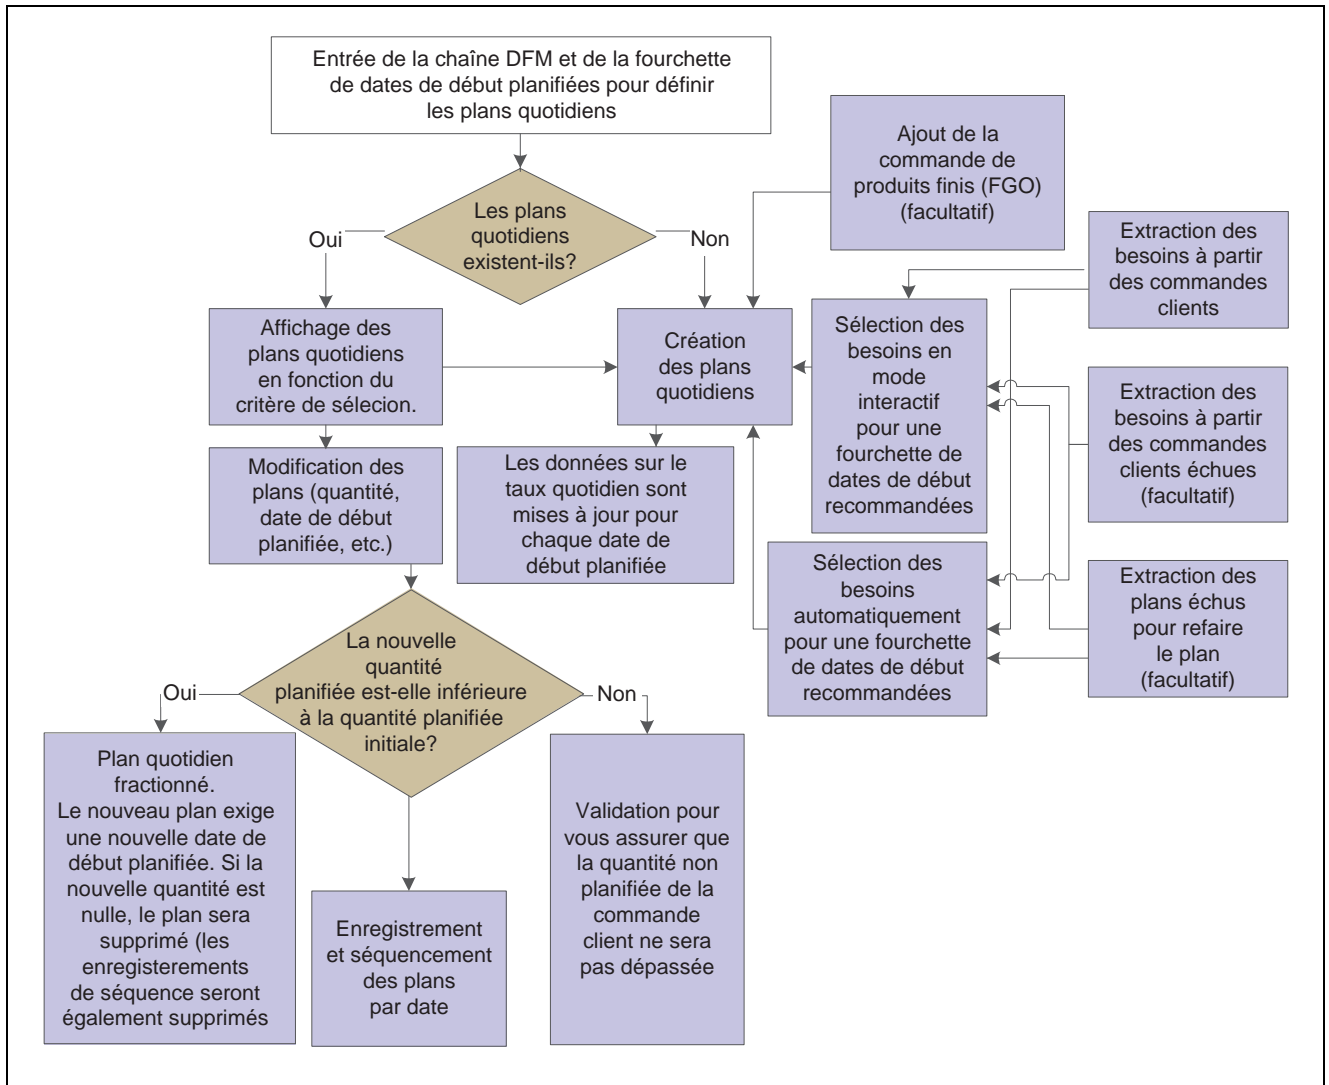 Entrée de la chaîne DFM et de la fourchette
de dates de début planifiées pour définir
les plans quotidiens
Ajout de la
commande de
produits finis (FGO)
(facultatif)
Les plans
quotidiens
existent-ils?
Oui
Non
Extraction des
besoins à partir
des commandes
clients
Affichage des
plans quotidiens
en fonction du
critère de sélecion.
Création
des plans
quotidiens
Sélection des
besoins en
mode
interactif
pour une
fourchette de
dates de début
recommandées
Extraction des
besoins à partir
des commandes
clients échues
(facultatif)
Modification des
plans (quantité,
date de début
planifiée, etc.)
Les données sur le
taux quotidien sont
mises à jour pour
chaque date de
début planifiée
Sélection des
besoins
automatiquement
pour une fourchette
de dates de début
recommandées
Extraction des
plans échus
pour refaire
le plan
(facultatif)
La nouvelle
quantité
planifiée est-elle inférieure
à la quantité planifiée
initiale?
Oui
Non
Plan quotidien
fractionné.
Le nouveau plan exige
une nouvelle date de
début planifiée. Si la
nouvelle quantité est
nulle, le plan sera
supprimé (les
enregisterements
de séquence seront
également supprimés
Enregistrement
et séquencement
des plans
par date
Validation pour
vous assurer que
la quantité non
planifiée de la
commande
client ne sera
pas dépassée